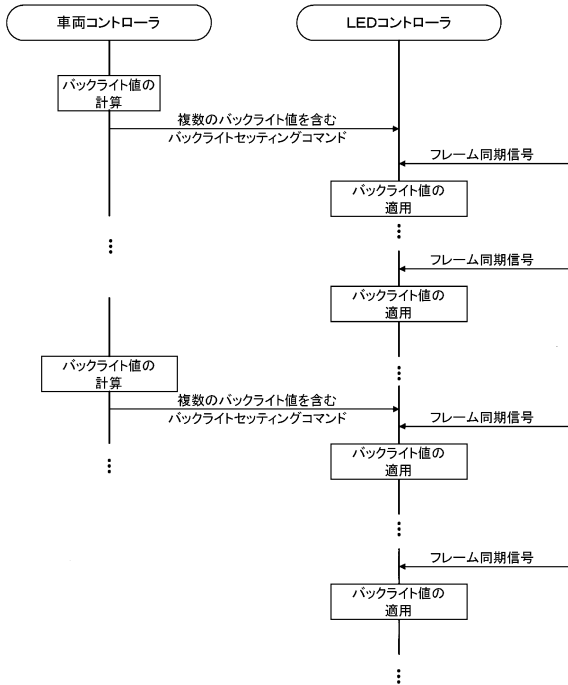 車両コントローラ
LEDコントローラ
バックライト値の
計算
複数のバックライト値を含む
バックライトセッティングコマンド
フレーム同期信号
バックライト値の
適用
フレーム同期信号
バックライト値の
適用
バックライト値の
計算
複数のバックライト値を含む
バックライトセッティングコマンド
フレーム同期信号
バックライト値の
適用
フレーム同期信号
バックライト値の
適用